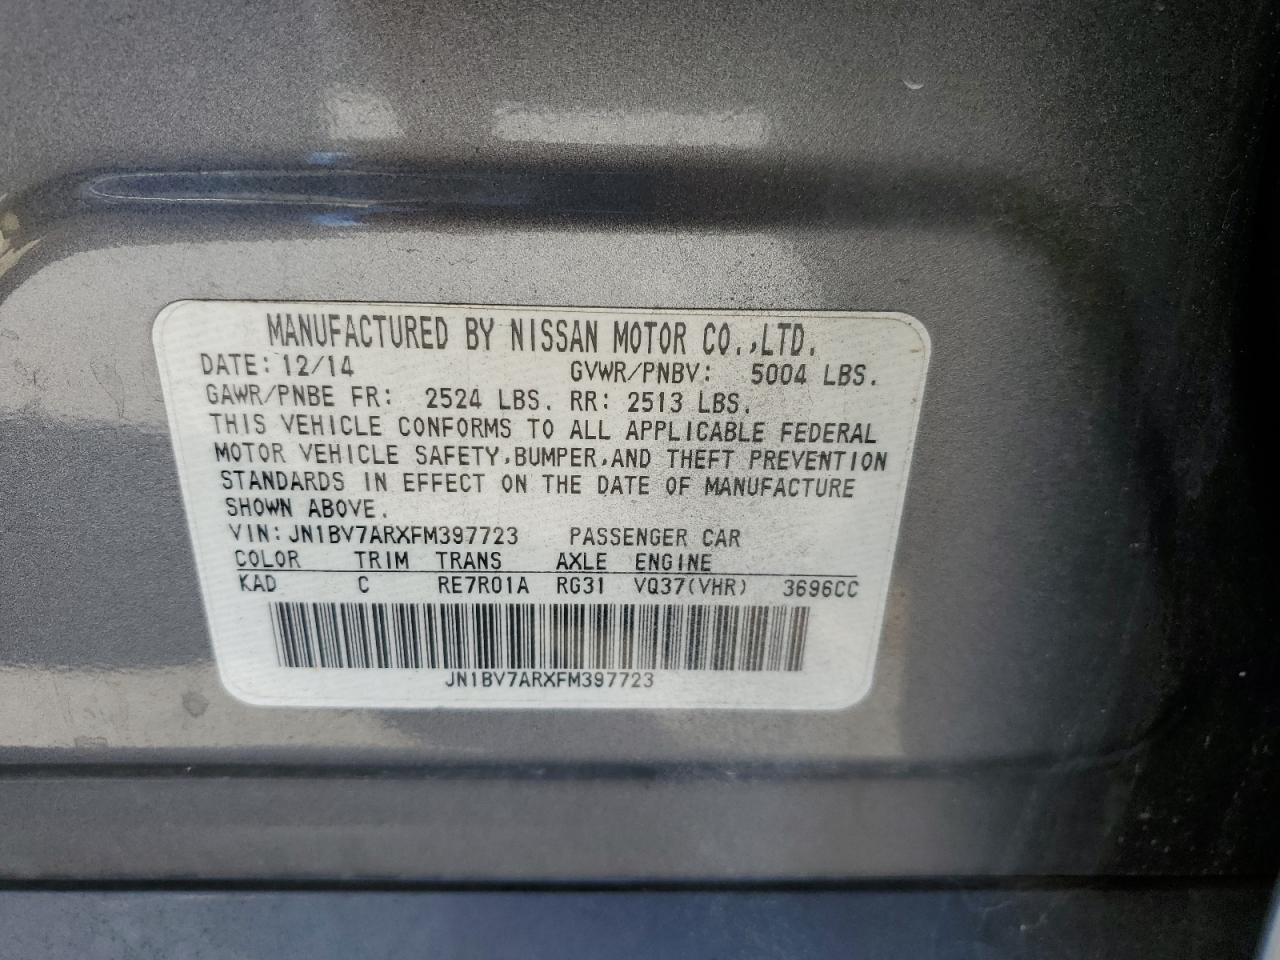 MANUFACTURED BY NISSAN MOTOR CO.,LTD.
DATE: 12/14 GVWR/PNBV: 5004 LBS.
GAWR/PNBE FR: 2524 LBS. RR: 2513 LBS.
THIS VEHICLE CONFORMS TO ALL APPLICABLE FEDERAL
MOTOR VEHICLE SAFETY,BUMPER,AND THEFT PREVENTION
STANDARDS IN EFFECT ON THE DATE OF MANUFACTURE
SHOWN ABOVE.
VIN: JN1BV7ARXFM397723 PASSENGER CAR
COLOR TRIM TRANS AXLE ENGINE
KAD C RE7R01A RG31 VQ37(VHR) 3696CC
JN1BV7ARXFM397723